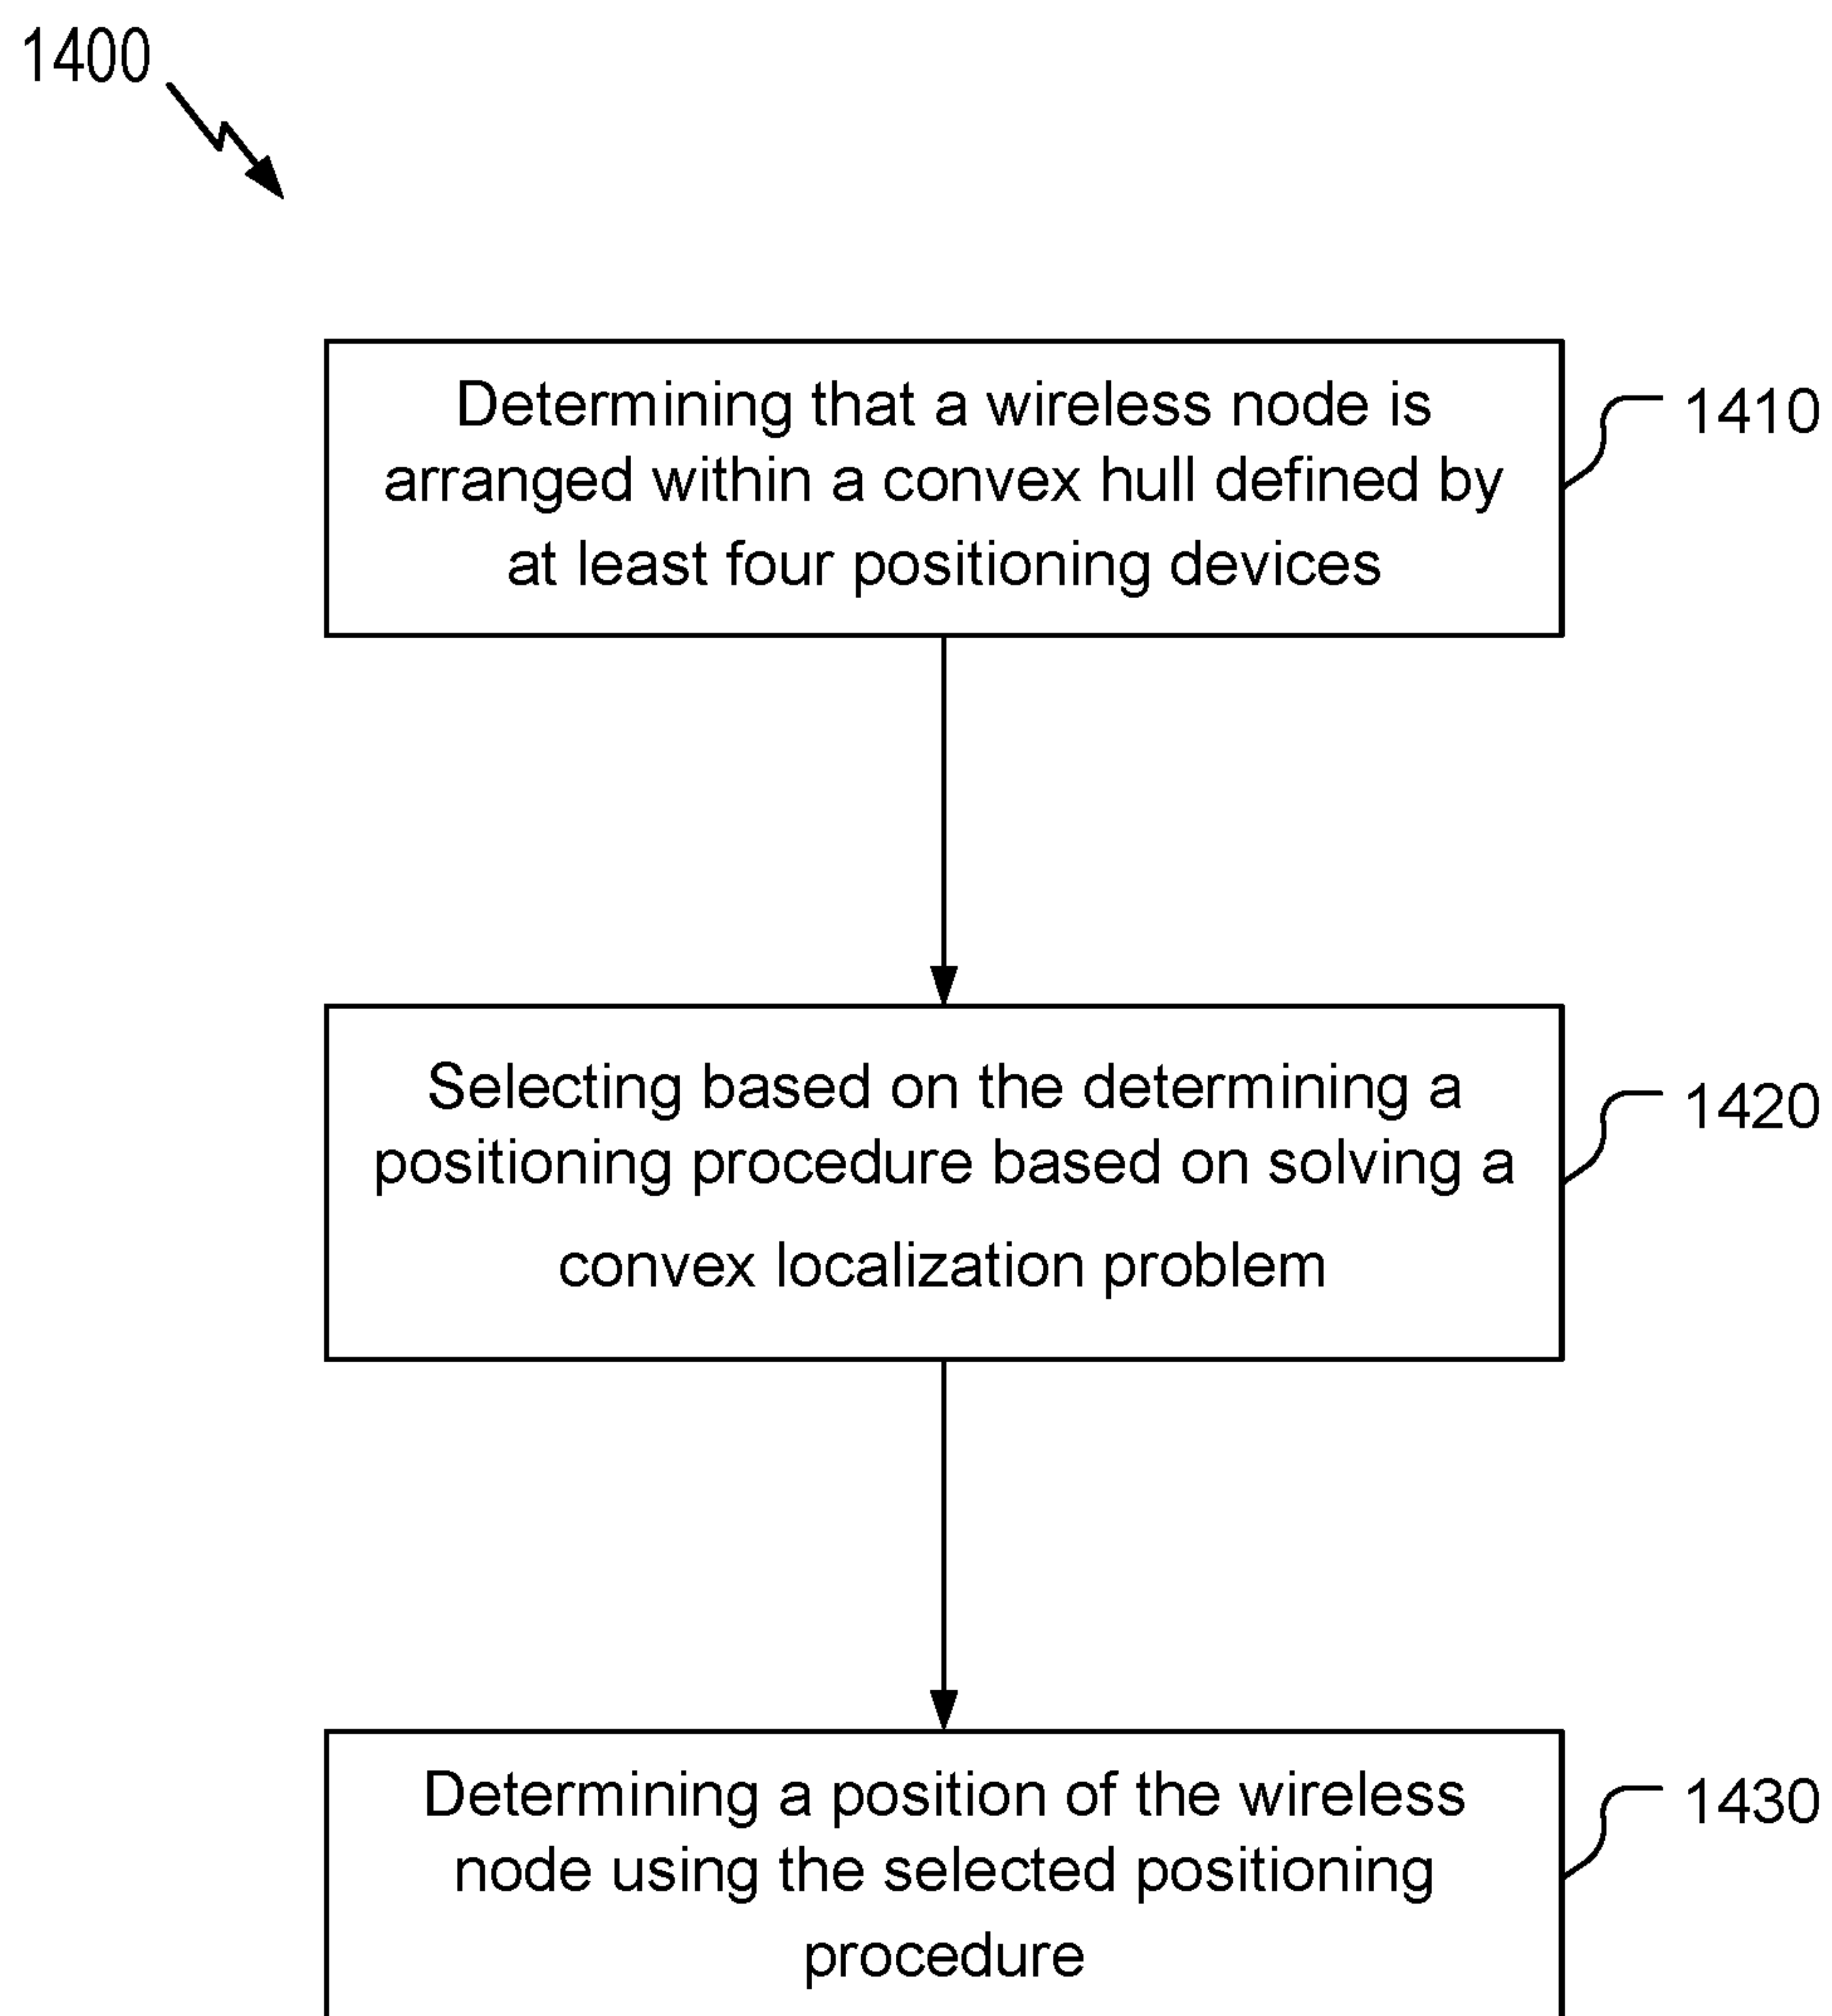 1400
Determining that a wireless node is
arranged within a convex hull defined by
at least four positioning devices
1410
Selecting based on the determining a
positioning procedure based on solving a
convex localization problem
1420
Determining a position of the wireless
node using the selected positioning
procedure
1430